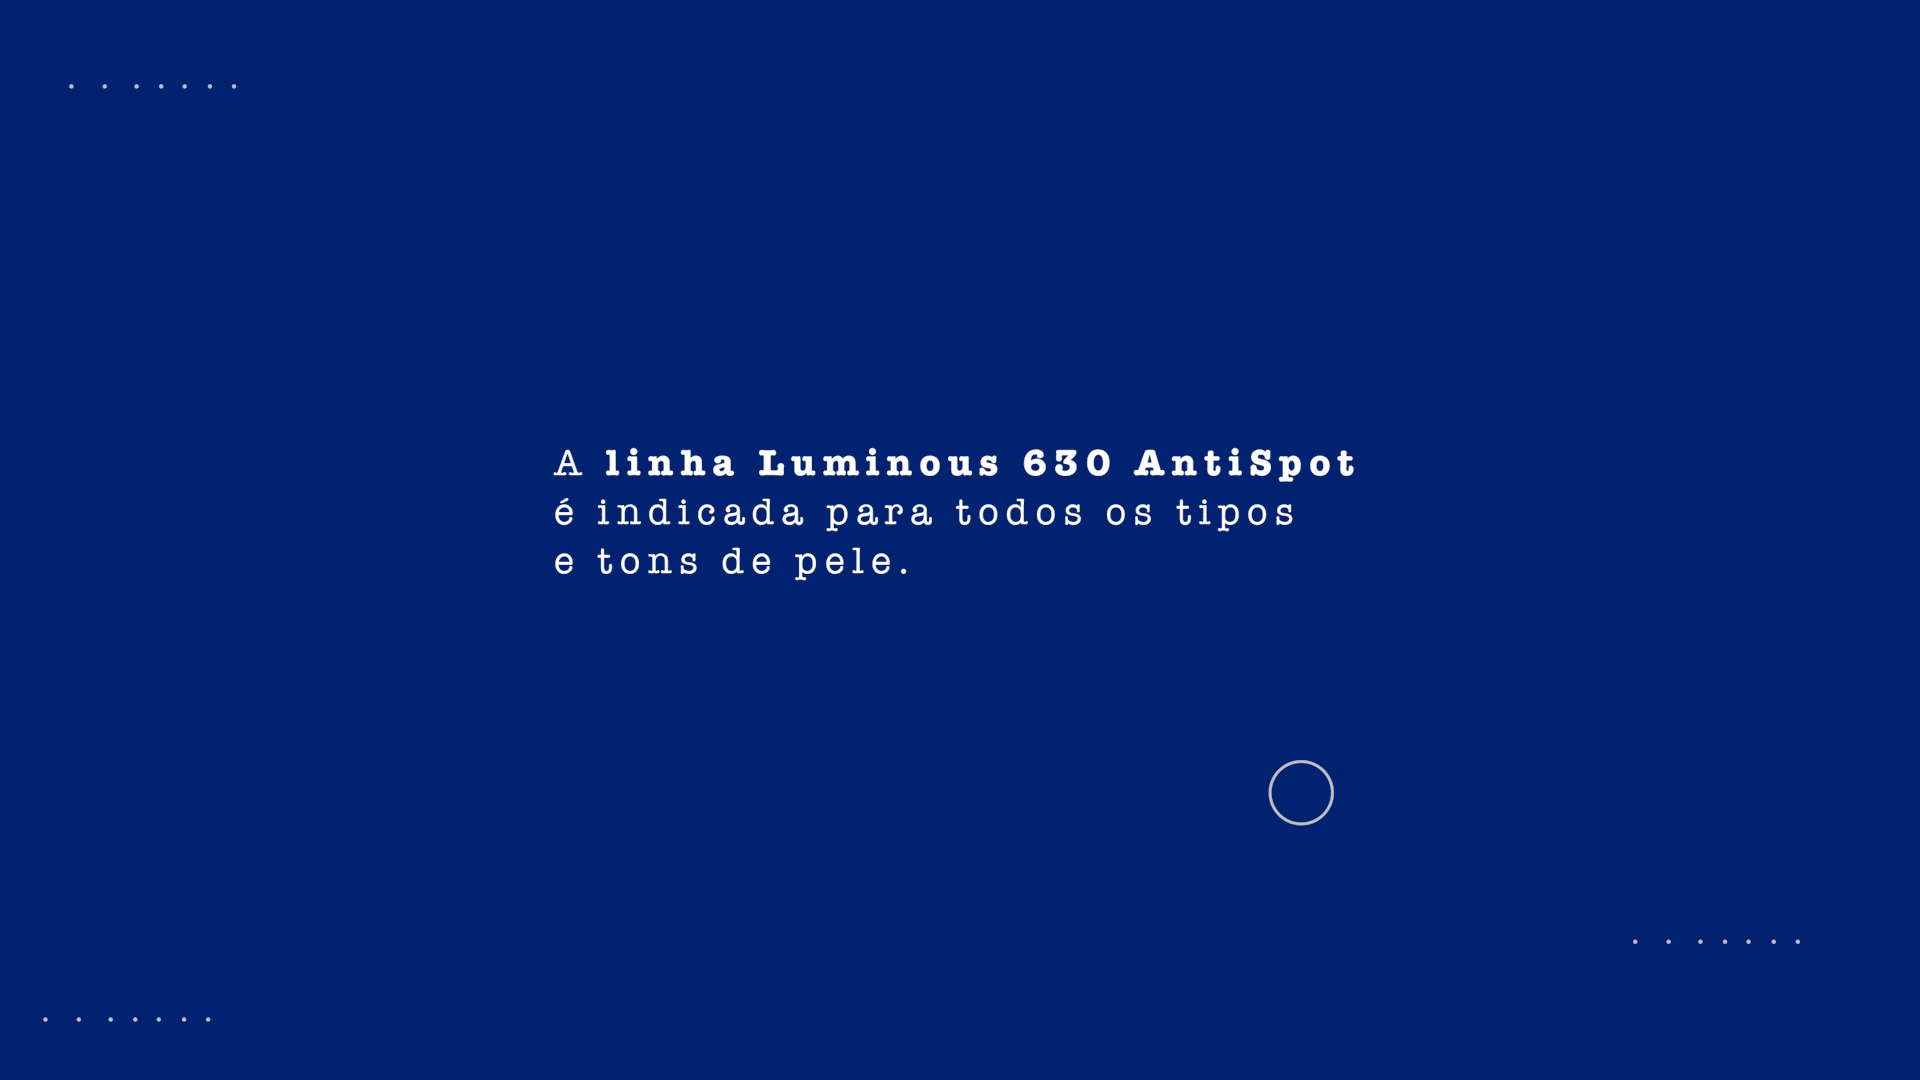 A linha Luminous 630 AntiSpot
é indicada para todos os tipos
e tons de pele.